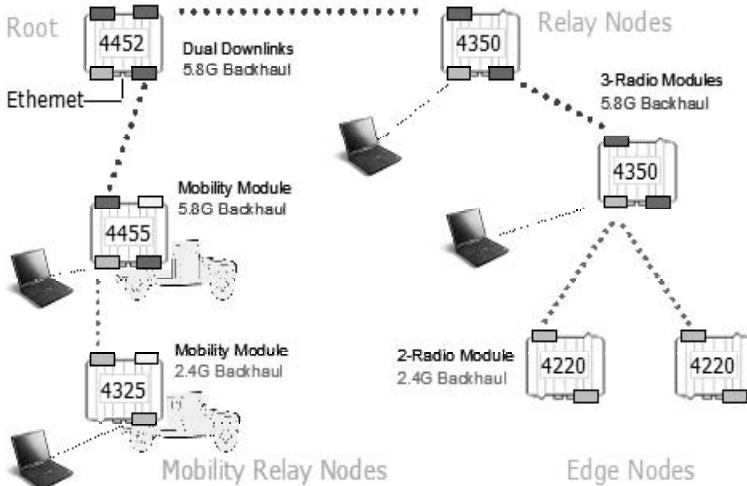 Root
4452
Ethernet
Dual Downlinks
5.8G Backhaul
4350
Relay Nodes
3-Radio Modules
5.8G Backhaul
4350
Mobility Module
5.8G Backhaul
4455
Mobility Module
2.4G Backhaul
4325
2-Radio Module
2.4G Backhaul
4220
4220
Mobility Relay Nodes
Edge Nodes